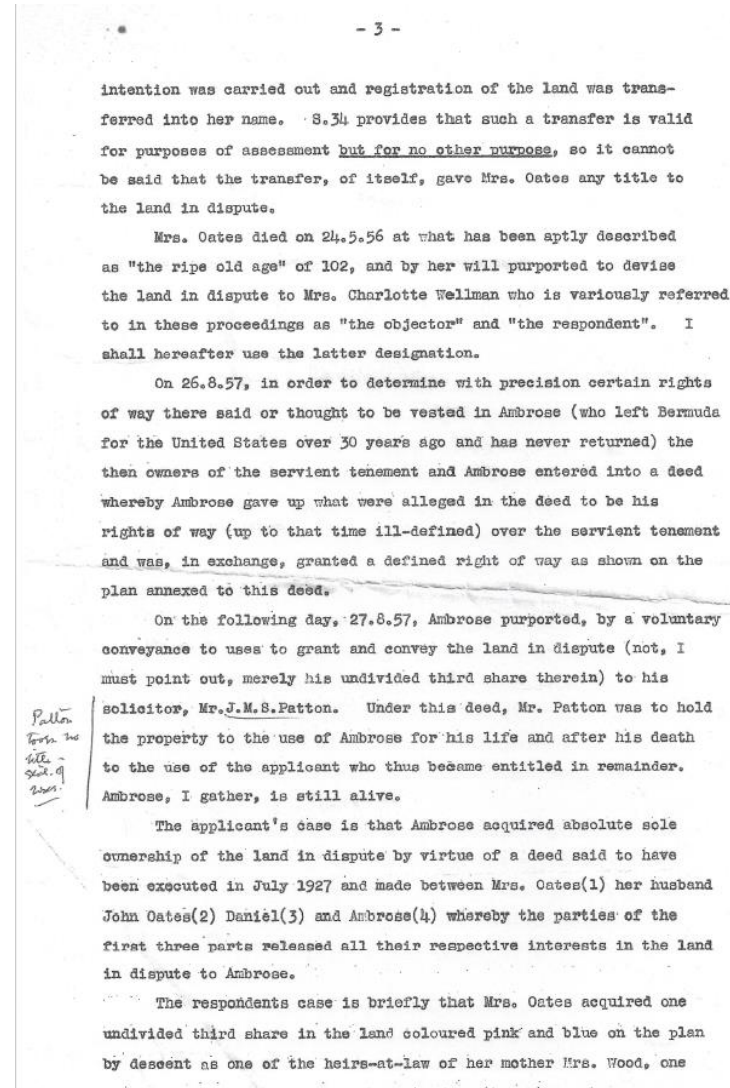 - 3 -
intention was carried out and registration of the land was trans-
ferred into her name. S.34 provides that such a transfer is valid
for purposes of assessment but for no other purpose, so it cannot
be said that the transfer, of itself, gave Mrs. Oates any title to
the land in dispute.
Mrs. Oates died on 24.5.56 at what has been aptly described
as "the ripe old age" of 102, and by her will purported to devise
the land in dispute to Mrs. Charlotte Wellman who is variously referred
to in these proceedings as "the objector" and "the respondent". I
shall hereafter use the latter designation.
On 26.8.57, in order to determine with precision certain rights
of way there said or thought to be vested in Ambrose (who left Bermuda
for the United States over 30 years ago and has never returned) the
then owners of the servient tenement and Ambrose entered into a deed
whereby Ambrose gave up what were alleged in the deed to be his
rights of way (up to that time ill-defined) over the servient tenement
and was, in exchange, granted a defined right of way as shown on the
plan annexed to this deed.
On the following day, 27.8.57, Ambrose purported, by a voluntary
conveyance to uses to grant and convey the land in dispute (not, I
must point out, merely his undivided third share therein) to his
solicitor, Mr.J.M.S.Patton. Under this deed, Mr. Patton was to hold
the property to the use of Ambrose for his life and after his death
to the use of the applicant who thus became entitled in remainder.
Ambrose, I gather, is still alive.
Patton
took no
title -
stat. of
uses.
The applicant's case is that Ambrose acquired absolute sole
ownership of the land in dispute by virtue of a deed said to have
been executed in July 1927 and made between Mrs. Oates(1) her husband
John Oates(2) Daniel(3) and Ambrose(4) whereby the parties of the
first three parts released all their respective interests in the land
in dispute to Ambrose.
The respondents case is briefly that Mrs. Oates acquired one
undivided third share in the land coloured pink and blue on the plan
by descent as one of the heirs-at-law of her mother Mrs. Wood, one